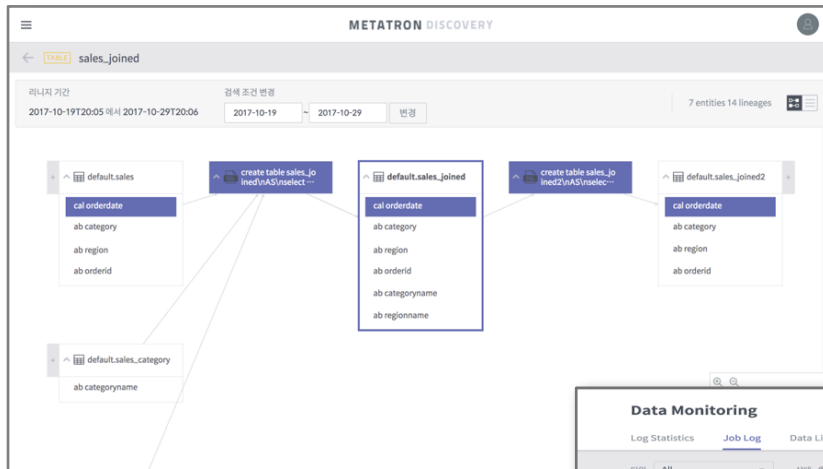 METATRON DISCOVERY
TABLE sales_joined
리니지 기간
검색 조건 변경
2017-10-19T20:05 에서 2017-10-29T20:06
2017-10-19 ~ 2017-10-29 변경
7 entities 14 lineages
default.sales
cal orderdate
ab category
ab region
ab orderid
create table sales_jo
ined\nAS\nselect ···
default.sales_joined
cal orderdate
ab category
ab region
ab orderid
ab categoryname
ab regionname
create table sales_jo
ined2\nAS\nselec···
default.sales_joined2
cal orderdate
ab category
ab region
ab orderid
default.sales_category
ab categoryname
Data Monitoring
Log Statistics Job Log Data Li
All